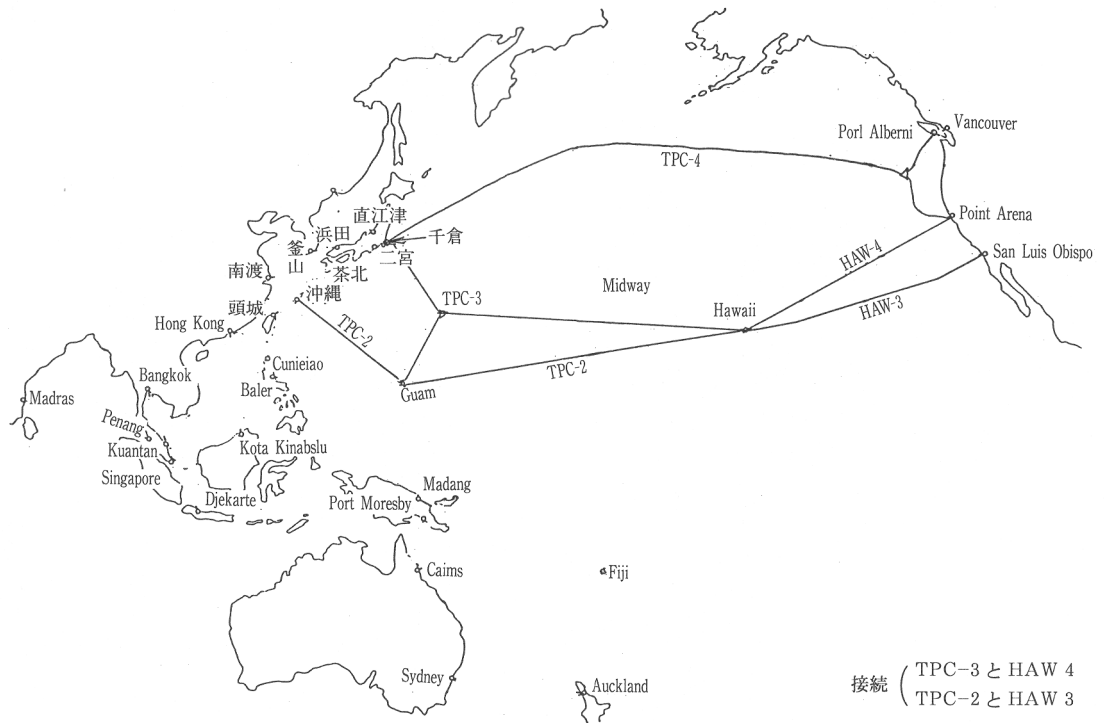 Porl Alberni
Vancouver
TPC-4
直江津
浜田
千倉
Point Arena
釜山
二宮
茶北
San Luis Obispo
HAW-4
南渡
沖縄
TPC-3
Midway
頭城
Hawaii
HAW-3
Hong Kong
TPC-2
TPC-2
Cunieiao
Bangkok
Baler
Guam
Madras
Penang
Kuantan
Kota Kinabslu
Singapore
Djekarte
Madang
Port Moresby
Caims
Fiji
Sydney
Auckland
接続
TPC-3とHAW 4
TPC-2とHAW 3